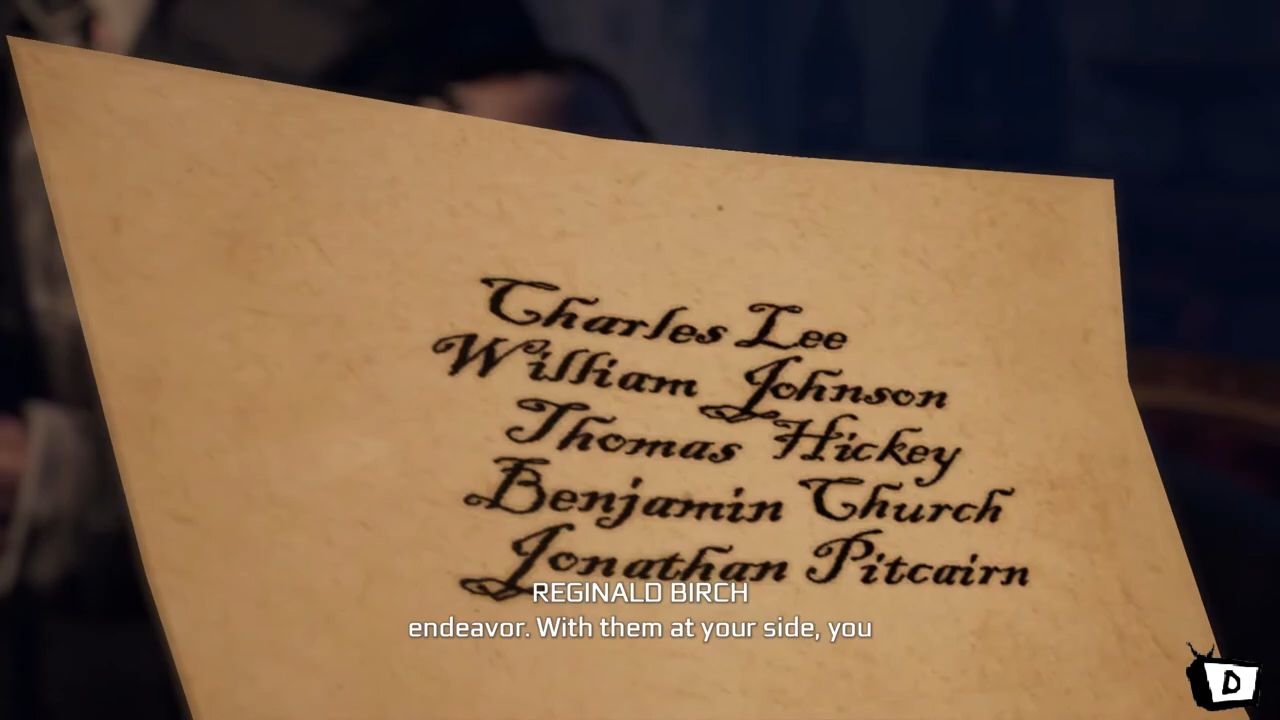 Charles Lee
William Johnson
Thomas Hickey
Benjamin Church
Jonathan Pitcairn
REGINALD BIRCH
endeavor. With them at your side, you
D